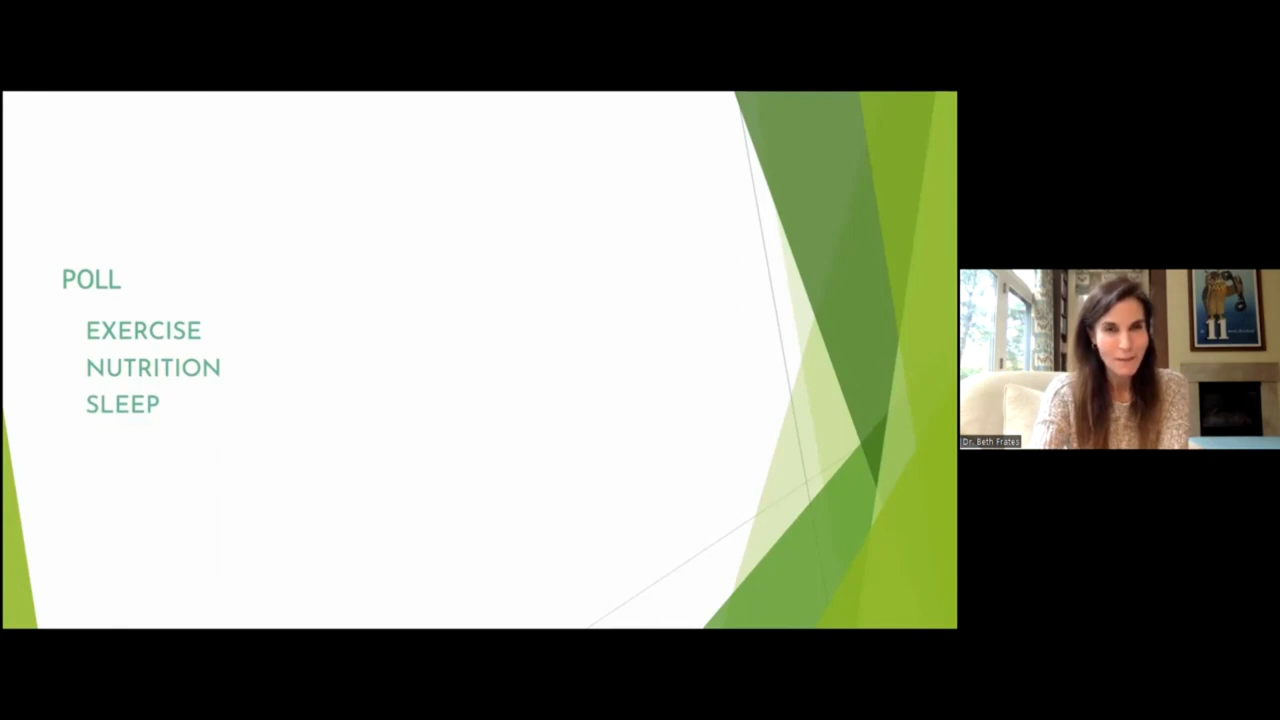 POLL
EXERCISE
NUTRITION
SLEEP
11
Dr. Beth Frates